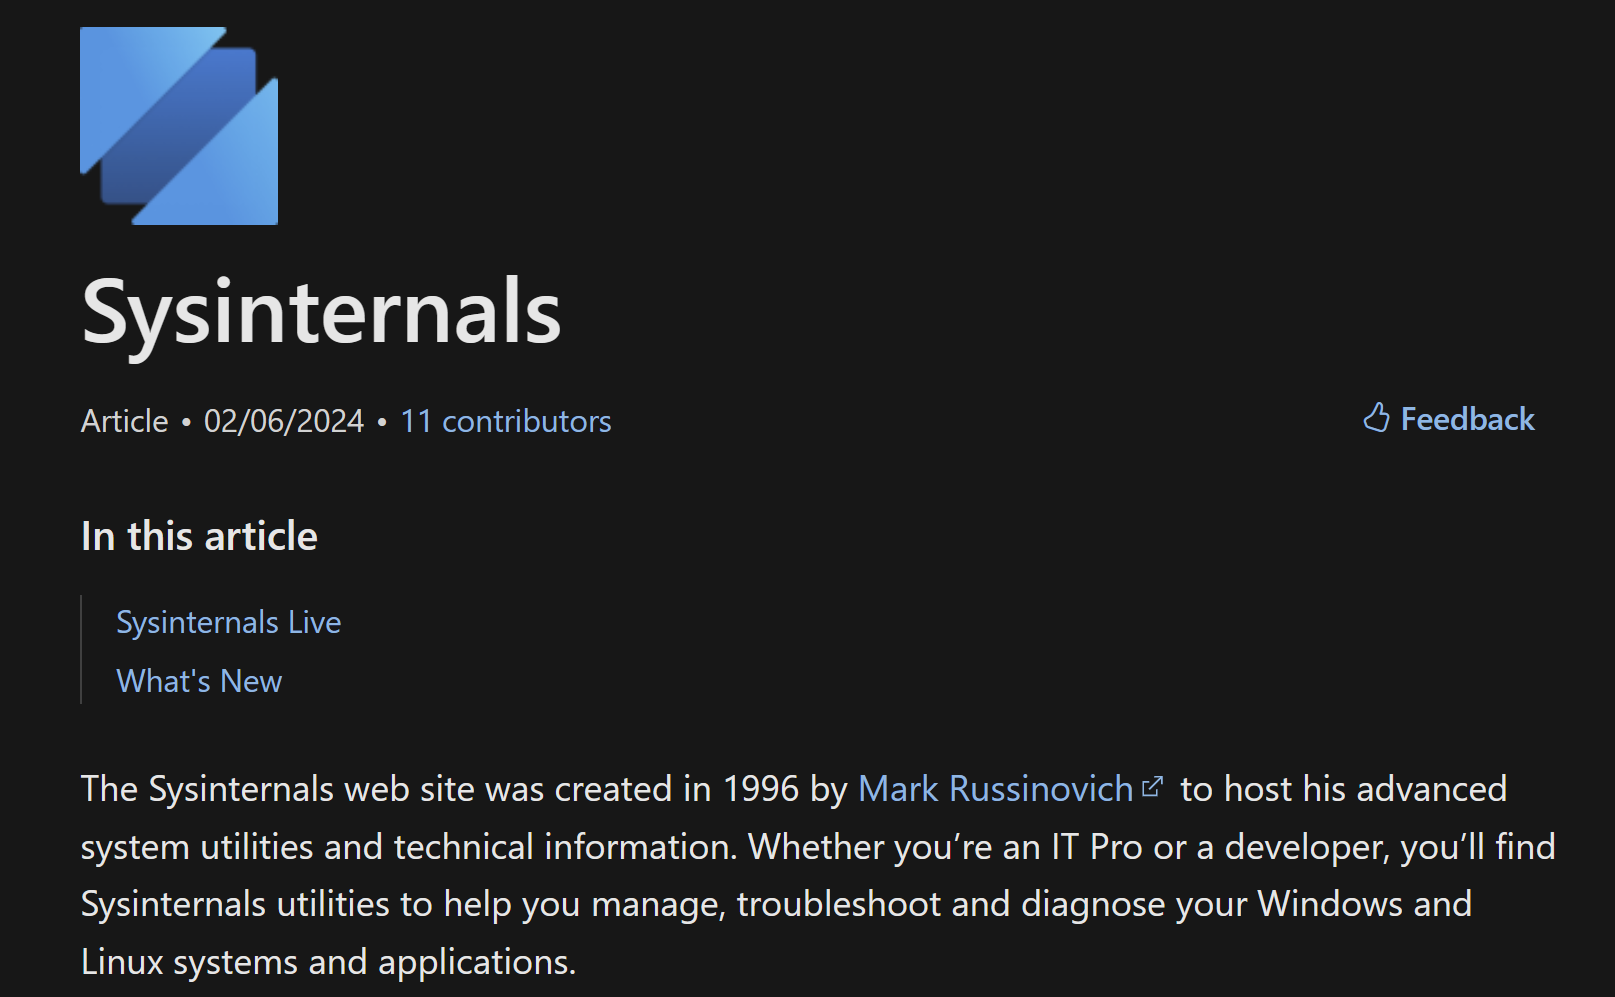 Sysinternals
Article • 02/06/2024 • 11 contributors
Feedback
In this article
Sysinternals Live
What's New
The Sysinternals web site was created in 1996 by Mark Russinovich to host his advanced
system utilities and technical information. Whether you’re an IT Pro or a developer, you’ll find
Sysinternals utilities to help you manage, troubleshoot and diagnose your Windows and
Linux systems and applications.